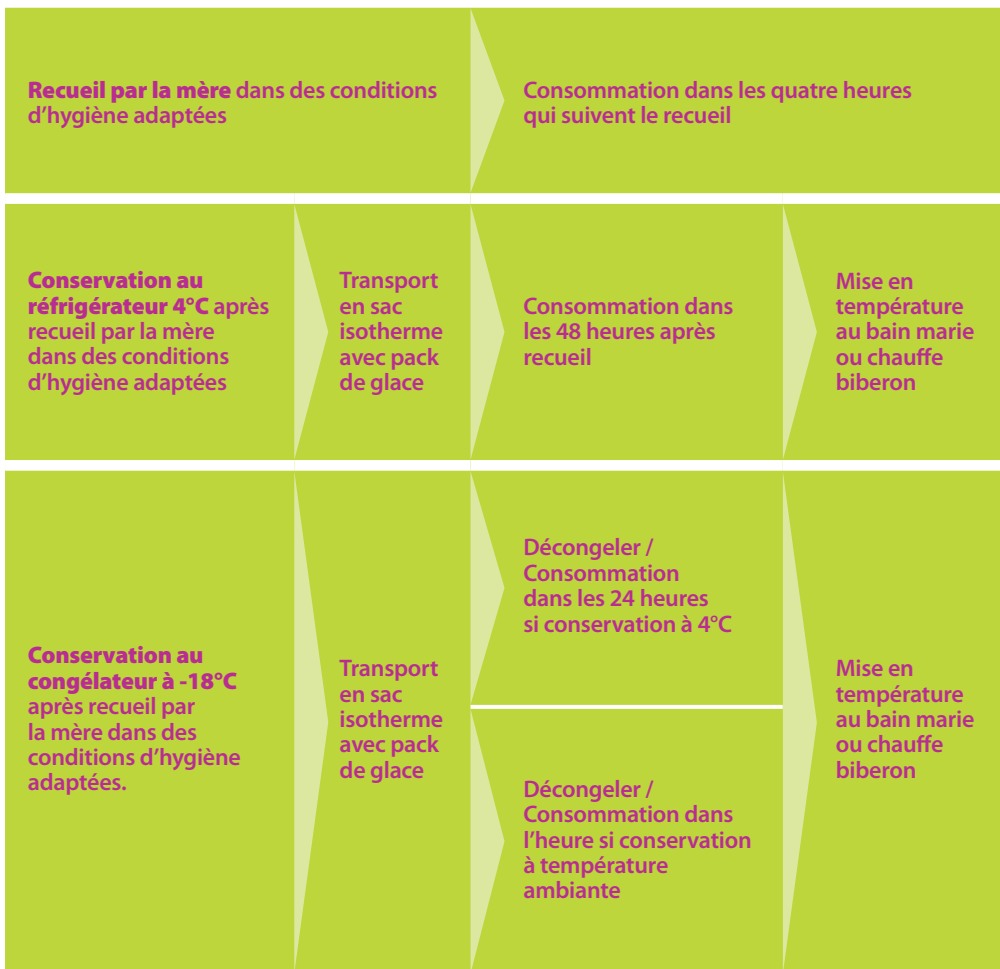 Recueil par la mère dans des conditions
d'hygiène adaptées
Consommation dans les quatre heures
qui suivent le recueil
Conservation au
réfrigérateur 4°C après
recueil par la mère
dans des conditions
d'hygiène adaptées
Transport
en sac
isotherme
avec pack
de glace
Consommation dans
les 48 heures après
recueil
Mise en
température
au bain marie
ou chauffe
biberon
Conservation au
congélateur à -18°C
après recueil par
la mère dans des
conditions d'hygiène
adaptées.
Transport
en sac
isotherme
avec pack
de glace
Décongeler /
Consommation
dans les 24 heures
si conservation à 4°C
Décongeler /
Consommation dans
l'heure si conservation
à température
ambiante
Mise en
température
au bain marie
ou chauffe
biberon